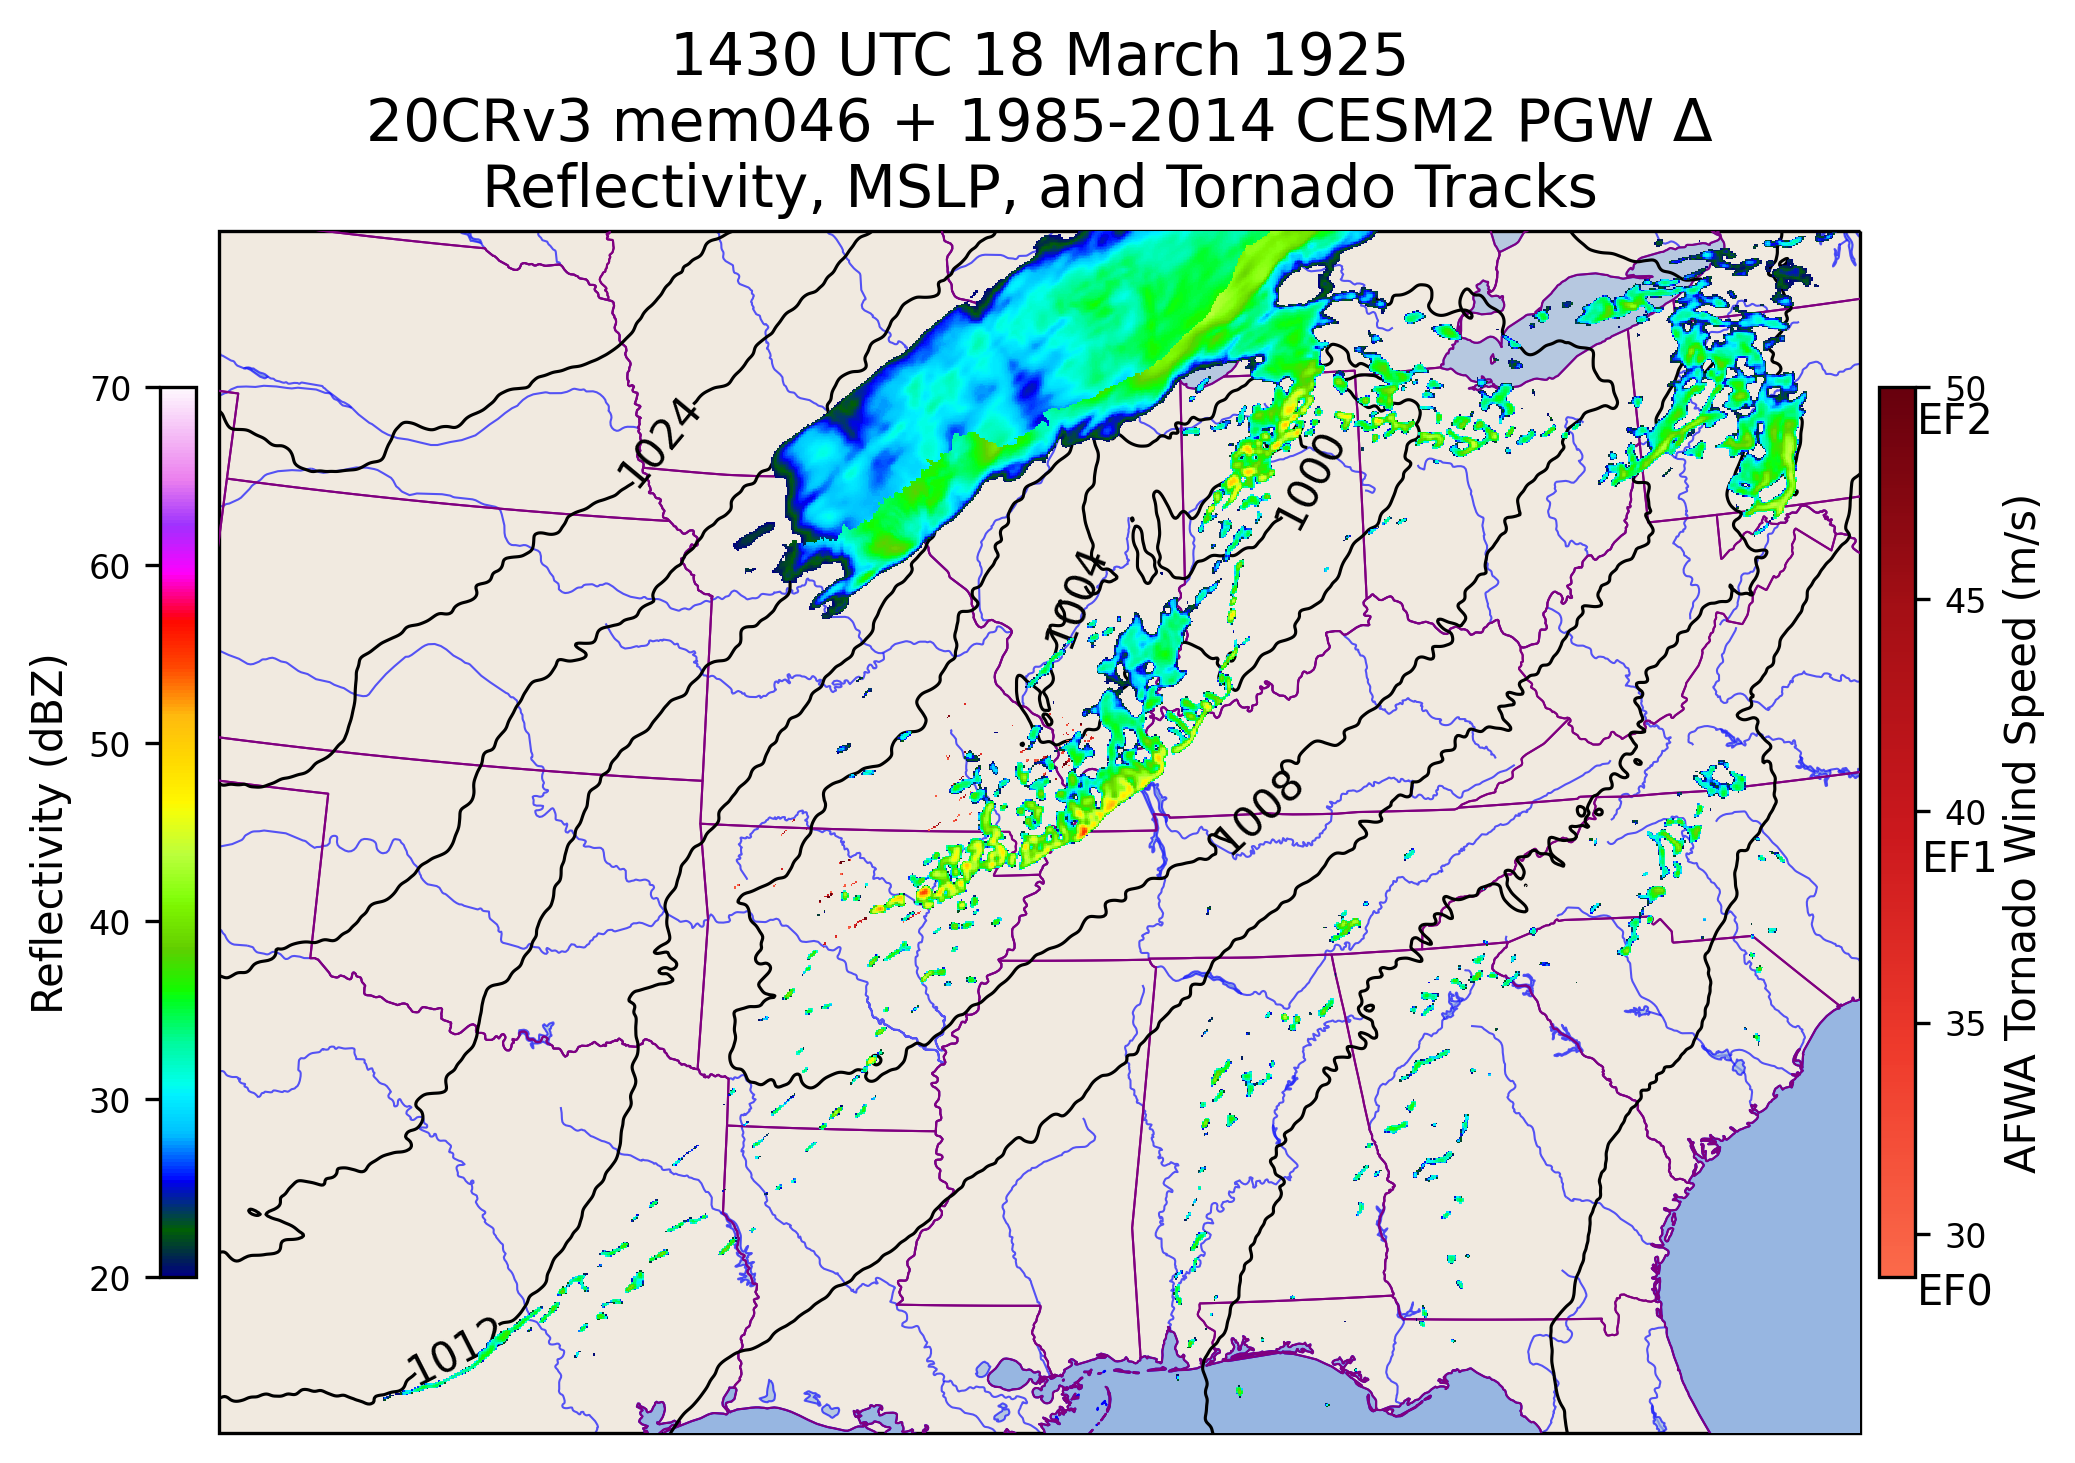 1430 UTC 18 March 1925
20CRv3 mem046 + 1985-2014 CESM2 PGW Δ
Reflectivity, MSLP, and Tornado Tracks
Reflectivity (dBZ)
70
60
50
40
30
20
1024
1000
1004
1008
1012
50
EF2
45
40
EF1
35
30
EF0
AFWA Tornado Wind Speed (m/s)